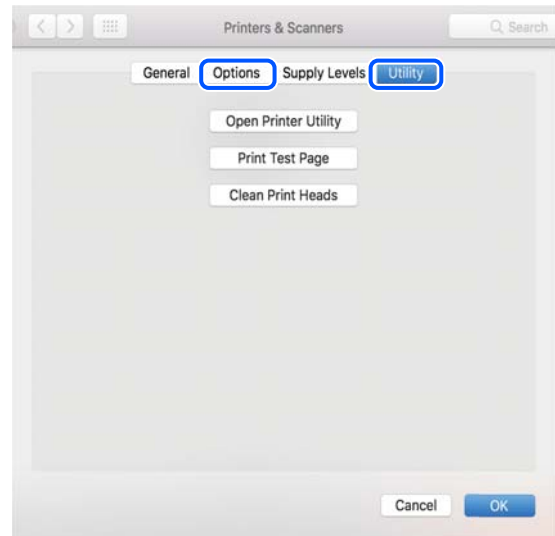 Printers & Scanners Search
General Options Supply Levels Utility
Open Printer Utility
Print Test Page
Clean Print Heads
Cancel OK